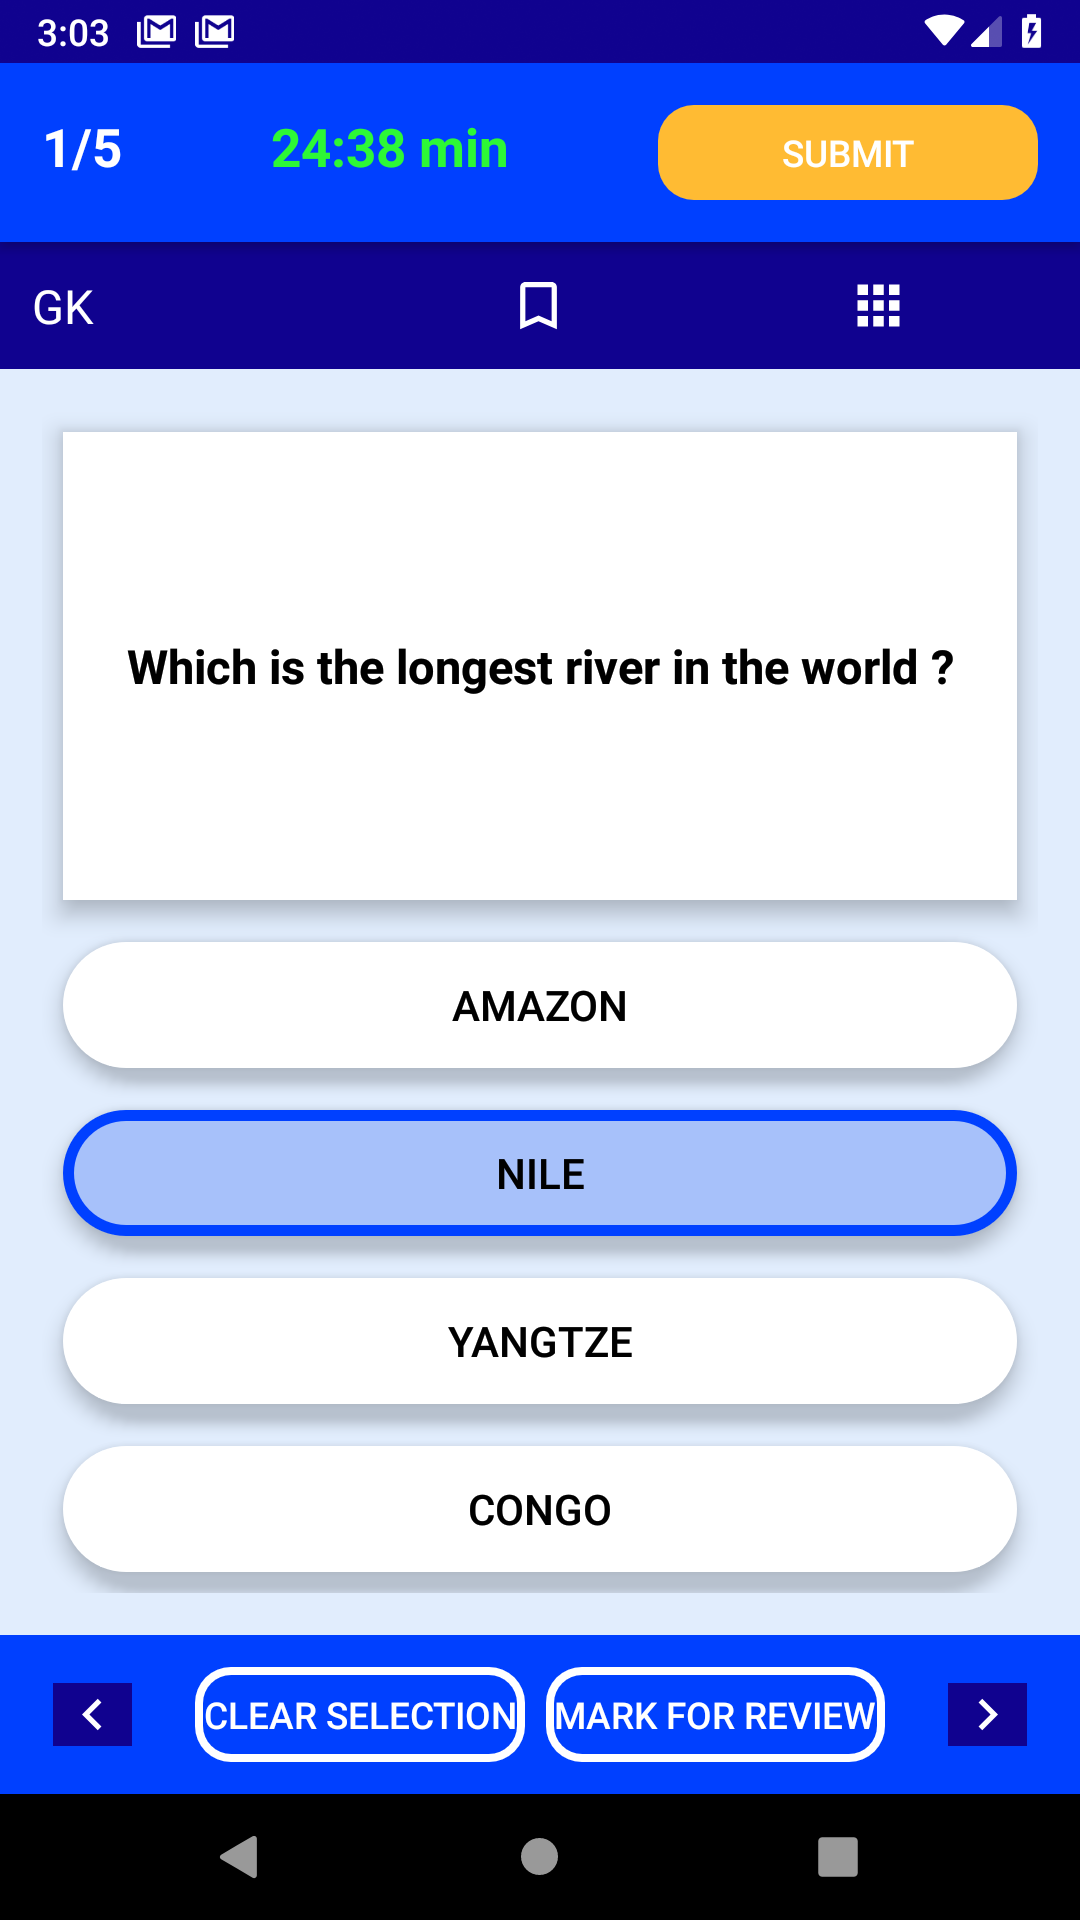 3:03
1/5
24:38 min
SUBMIT
GK
Which is the longest river in the world ?
AMAZON
NILE
YANGTZE
CONGO
CLEAR SELECTION
MARK FOR REVIEW